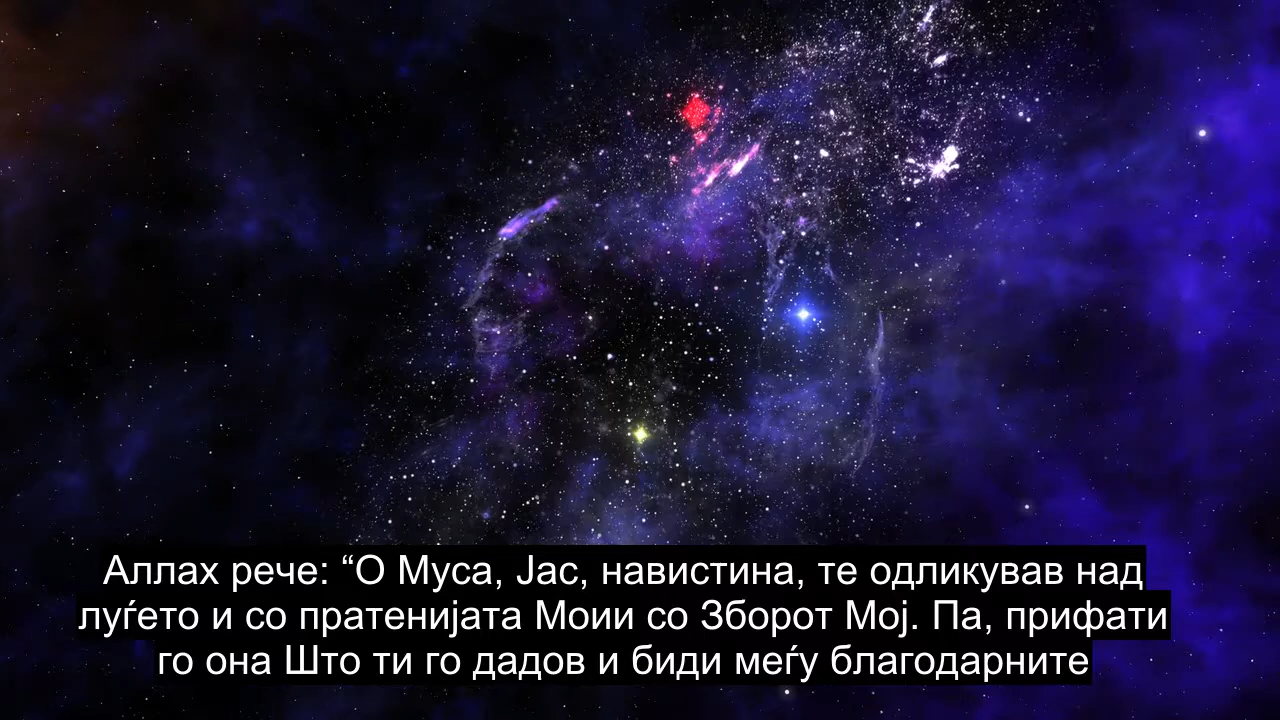 Аллах рече: “О Муса, Јас, навистина, те одликував над
луѓето и со пратенијата Моии со Зборот Мој. Па, прифати
го она Што ти го дадов и биди меѓу благодарните